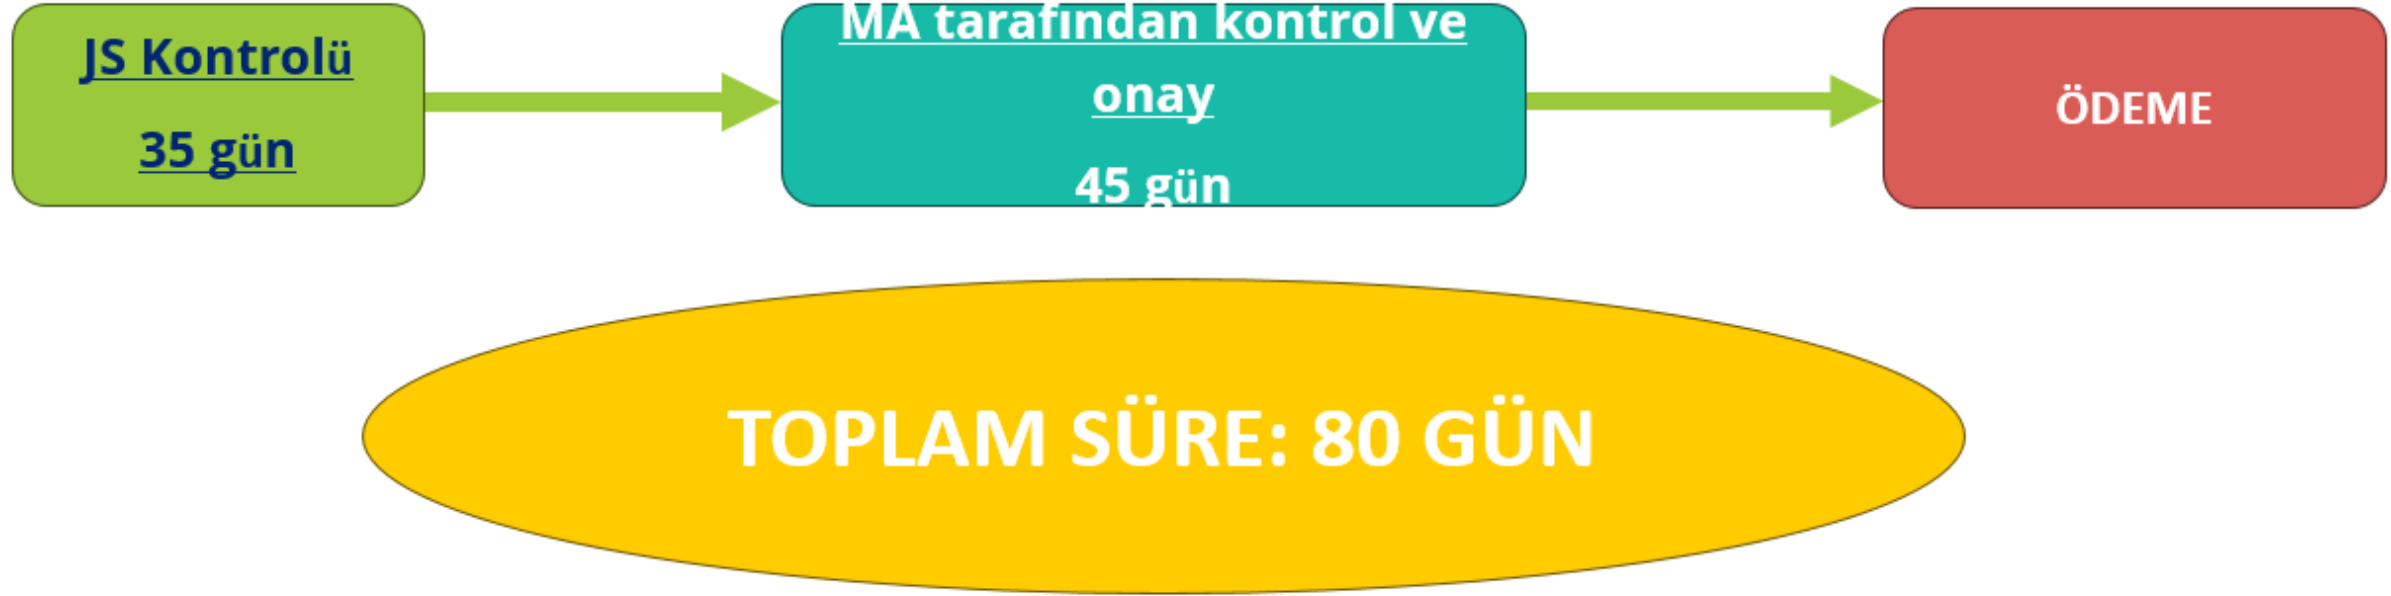 JS Kontrolü
35 gün
MA tarafından kontrol ve
onay
45 gün
ÖDEME
TOPLAM SÜRE: 80 GÜN